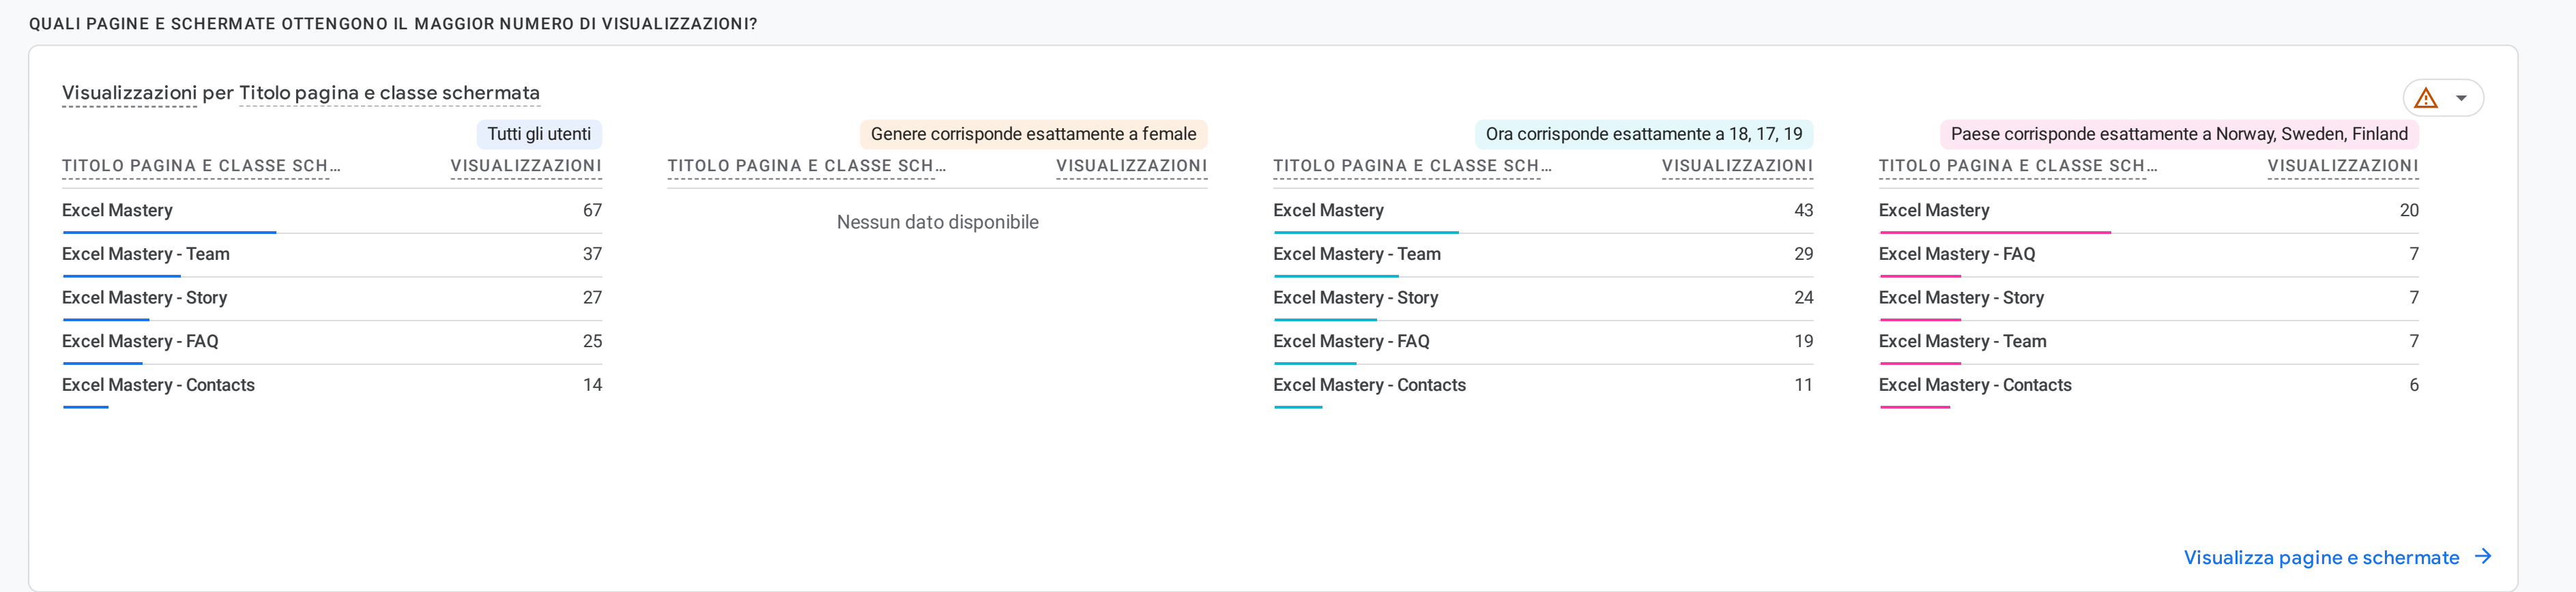 QUALI PAGINE E SCHERMATE OTTENGONO IL MAGGIOR NUMERO DI VISUALIZZAZIONI?
Visualizzazioni per Titolo pagina e classe schermata
Tutti gli utenti
TITOLO PAGINA E CLASSE SCH… VISUALIZZAZIONI
Excel Mastery 67
Excel Mastery - Team 37
Excel Mastery - Story 27
Excel Mastery - FAQ 25
Excel Mastery - Contacts 14
Genere corrisponde esattamente a female
TITOLO PAGINA E CLASSE SCH… VISUALIZZAZIONI
Nessun dato disponibile
Ora corrisponde esattamente a 18, 17, 19
TITOLO PAGINA E CLASSE SCH… VISUALIZZAZIONI
Excel Mastery 43
Excel Mastery - Team 29
Excel Mastery - Story 24
Excel Mastery - FAQ 19
Excel Mastery - Contacts 11
Paese corrisponde esattamente a Norway, Sweden, Finland
TITOLO PAGINA E CLASSE SCH… VISUALIZZAZIONI
Excel Mastery 20
Excel Mastery - FAQ 7
Excel Mastery - Story 7
Excel Mastery - Team 7
Excel Mastery - Contacts 6
Visualizza pagine e schermate